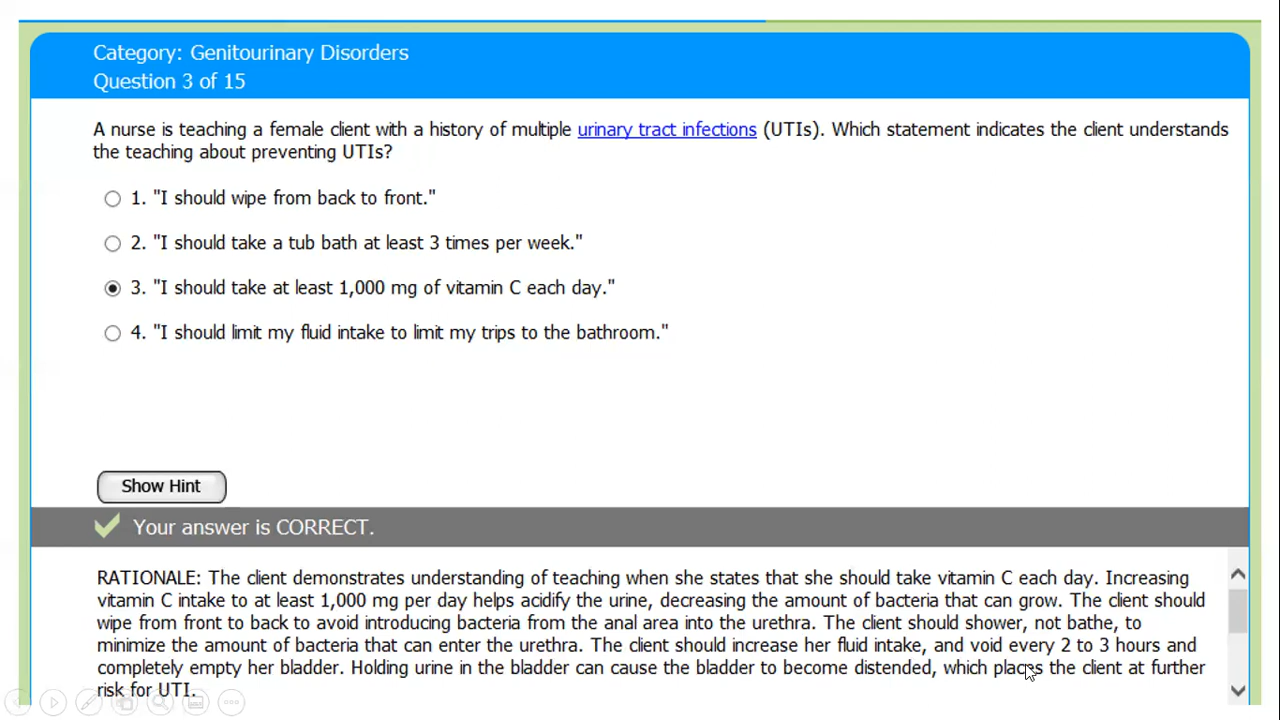 Category: Genitourinary Disorders
Question 3 of 15
A nurse is teaching a female client with a history of multiple urinary tract infections (UTIs). Which statement indicates the client understands
the teaching about preventing UTIs?
1. "I should wipe from back to front."
2. "I should take a tub bath at least 3 times per week."
3. "I should take at least 1,000 mg of vitamin C each day."
4. "I should limit my fluid intake to limit my trips to the bathroom."
Show Hint
Your answer is CORRECT.
RATIONALE: The client demonstrates understanding of teaching when she states that she should take vitamin C each day. Increasing
vitamin C intake to at least 1,000 mg per day helps acidify the urine, decreasing the amount of bacteria that can grow. The client should
wipe from front to back to avoid introducing bacteria from the anal area into the urethra. The client should shower, not bathe, to
minimize the amount of bacteria that can enter the urethra. The client should increase her fluid intake, and void every 2 to 3 hours and
completely empty her bladder. Holding urine in the bladder can cause the bladder to become distended, which places the client at further
risk for UTI.